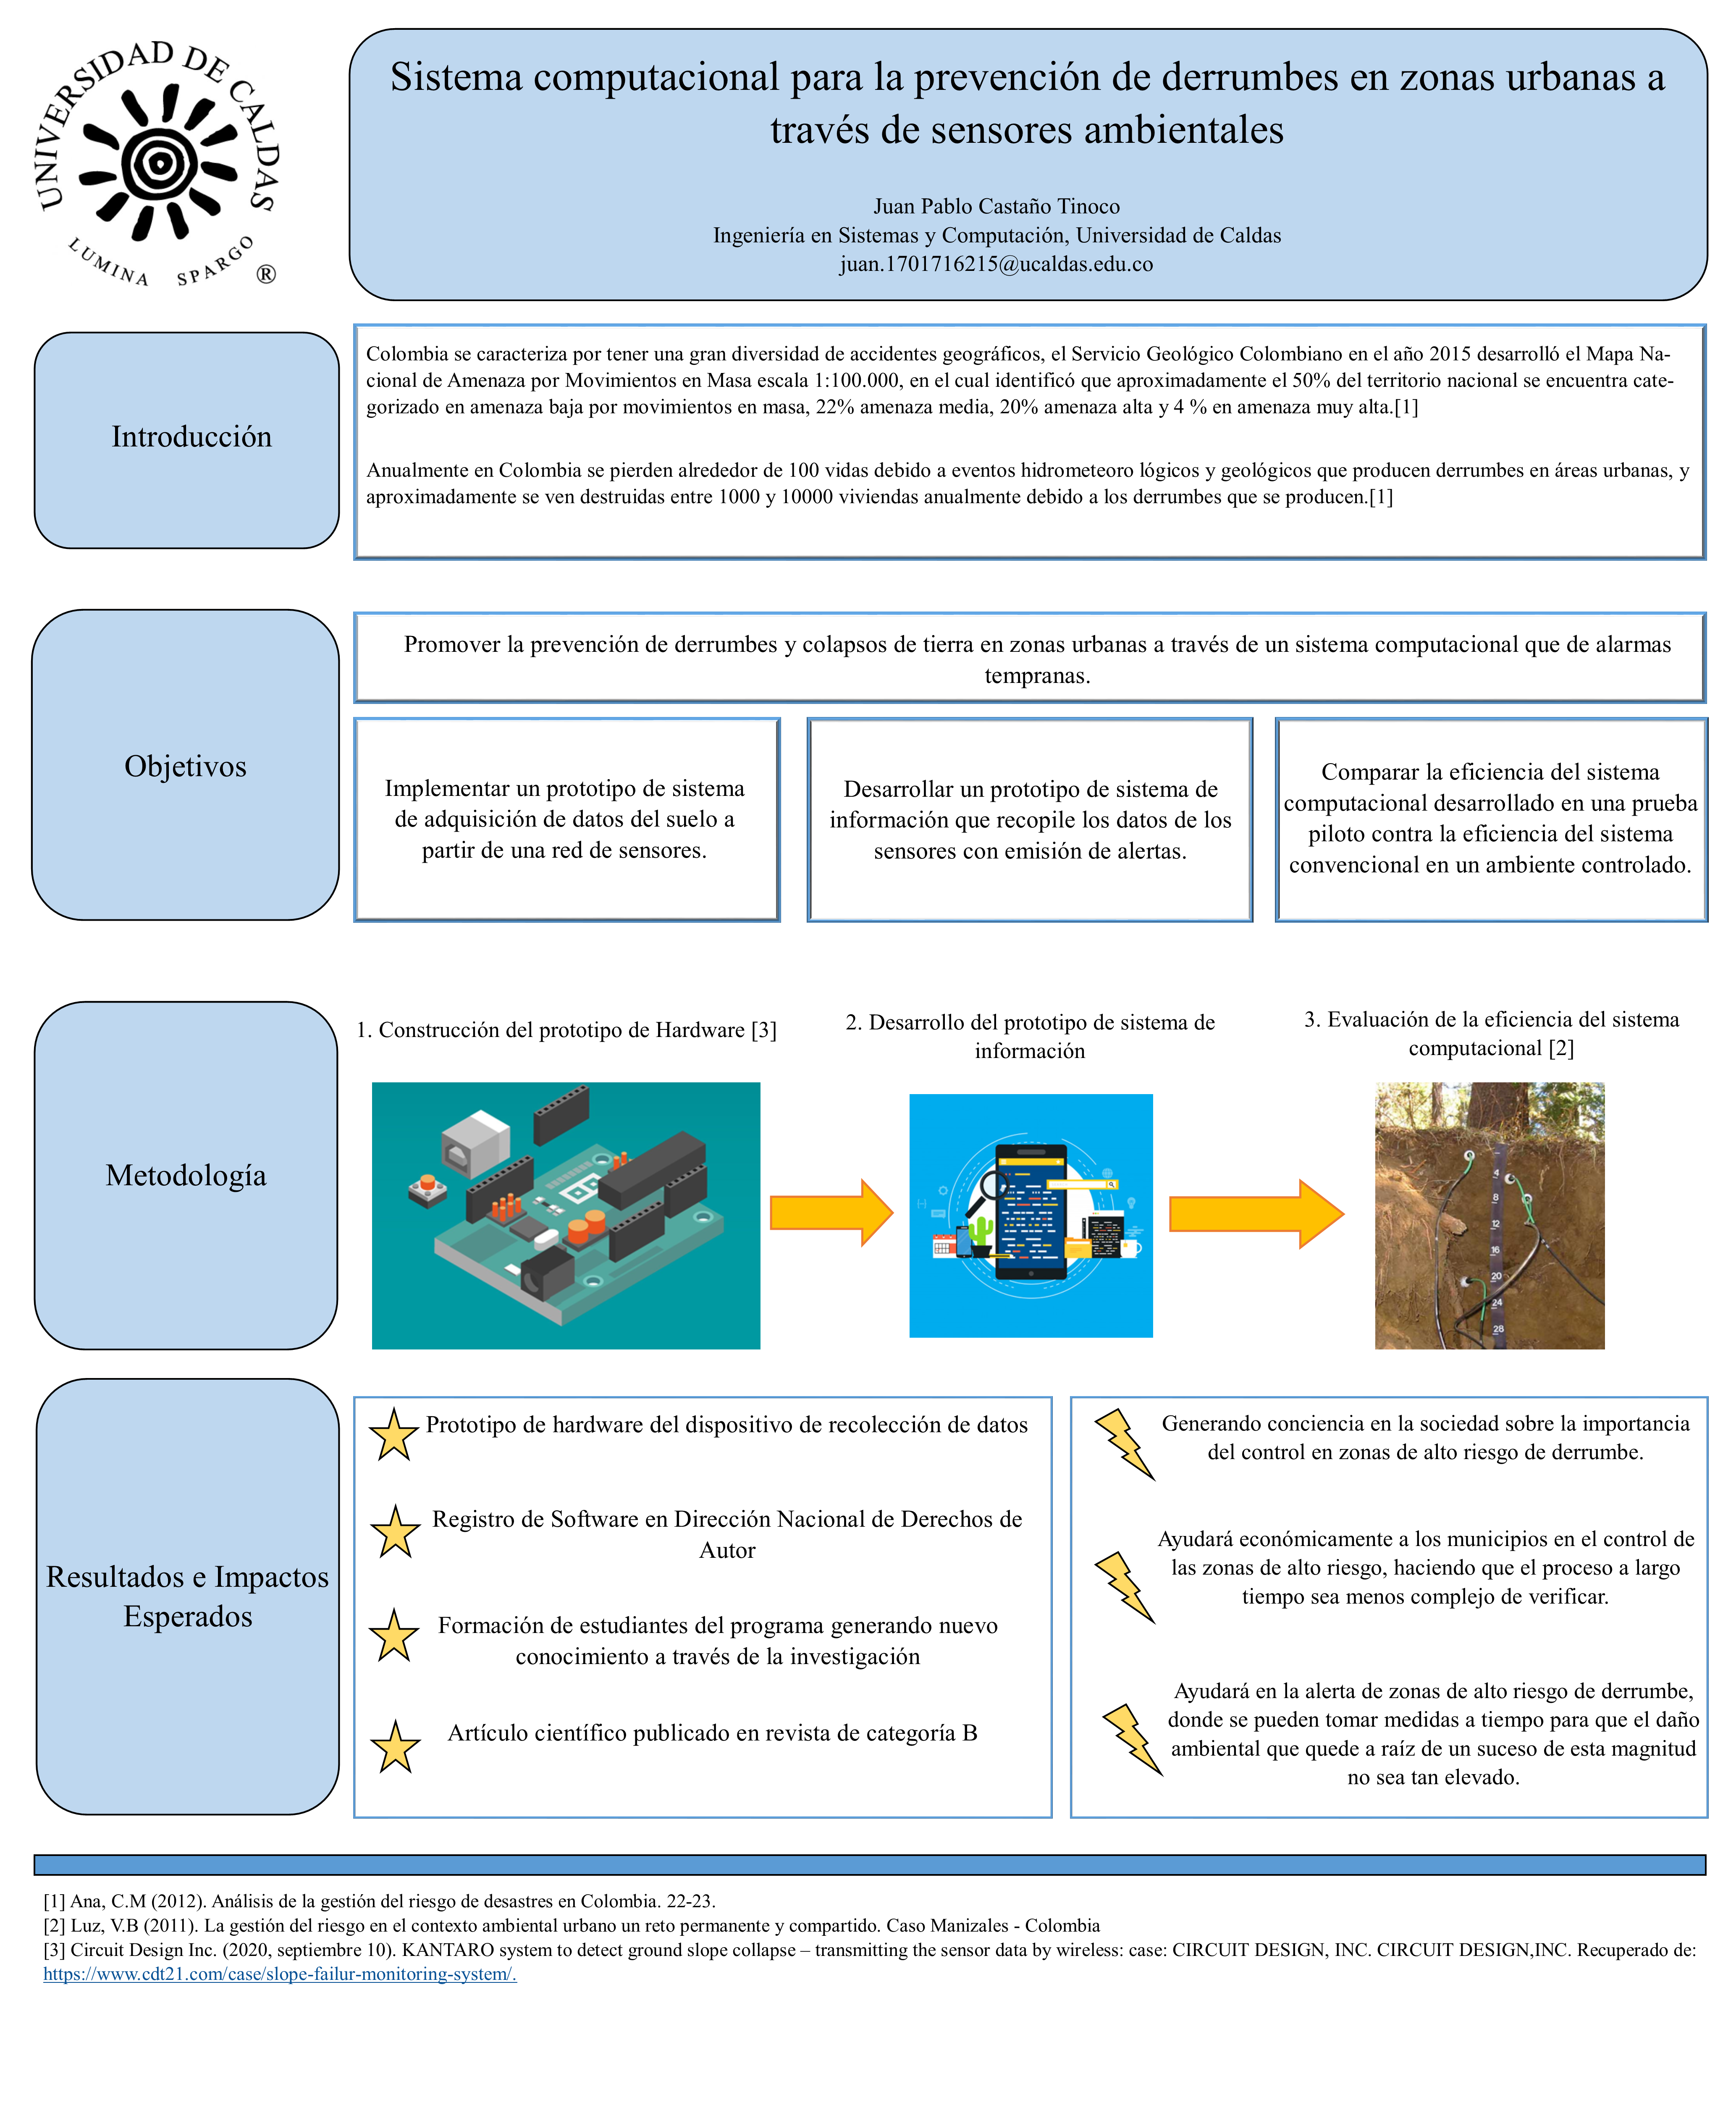 UNIVERSIDAD DE CALDAS
LUMINA SPARGO
®
Sistema computacional para la prevención de derrumbes en zonas urbanas a
través de sensores ambientales
Juan Pablo Castaño Tinoco
Ingeniería en Sistemas y Computación, Universidad de Caldas
juan.1701716215@ucaldas.edu.co
Introducción
Colombia se caracteriza por tener una gran diversidad de accidentes geográficos, el Servicio Geológico Colombiano en el año 2015 desarrolló el Mapa Na-
cional de Amenaza por Movimientos en Masa escala 1:100.000, en el cual identificó que aproximadamente el 50% del territorio nacional se encuentra cate-
gorizado en amenaza baja por movimientos en masa, 22% amenaza media, 20% amenaza alta y 4 % en amenaza muy alta.[1]
Anualmente en Colombia se pierden alrededor de 100 vidas debido a eventos hidrometeoro lógicos y geológicos que producen derrumbes en áreas urbanas, y
aproximadamente se ven destruidas entre 1000 y 10000 viviendas anualmente debido a los derrumbes que se producen.[1]
Objetivos
Promover la prevención de derrumbes y colapsos de tierra en zonas urbanas a través de un sistema computacional que de alarmas
tempranas.
Implementar un prototipo de sistema
de adquisición de datos del suelo a
partir de una red de sensores.
Desarrollar un prototipo de sistema de
información que recopile los datos de los
sensores con emisión de alertas.
Comparar la eficiencia del sistema
computacional desarrollado en una prueba
piloto contra la eficiencia del sistema
convencional en un ambiente controlado.
Metodología
1. Construcción del prototipo de Hardware [3]
2. Desarrollo del prototipo de sistema de
información
3. Evaluación de la eficiencia del sistema
computacional [2]
4
8
12
16
20
24
28
Resultados e Impactos
Esperados
Prototipo de hardware del dispositivo de recolección de datos
Registro de Software en Dirección Nacional de Derechos de
Autor
Formación de estudiantes del programa generando nuevo
conocimiento a través de la investigación
Artículo científico publicado en revista de categoría B
Generando conciencia en la sociedad sobre la importancia
del control en zonas de alto riesgo de derrumbe.
Ayudará económicamente a los municipios en el control de
las zonas de alto riesgo, haciendo que el proceso a largo
tiempo sea menos complejo de verificar.
Ayudará en la alerta de zonas de alto riesgo de derrumbe,
donde se pueden tomar medidas a tiempo para que el daño
ambiental que quede a raíz de un suceso de esta magnitud
no sea tan elevado.
[1] Ana, C.M (2012). Análisis de la gestión del riesgo de desastres en Colombia. 22-23.
[2] Luz, V.B (2011). La gestión del riesgo en el contexto ambiental urbano un reto permanente y compartido. Caso Manizales - Colombia
[3] Circuit Design Inc. (2020, septiembre 10). KANTARO system to detect ground slope collapse – transmitting the sensor data by wireless: case: CIRCUIT DESIGN, INC. CIRCUIT DESIGN,INC. Recuperado de:
https://www.cdt21.com/case/slope-failur-monitoring-system/.